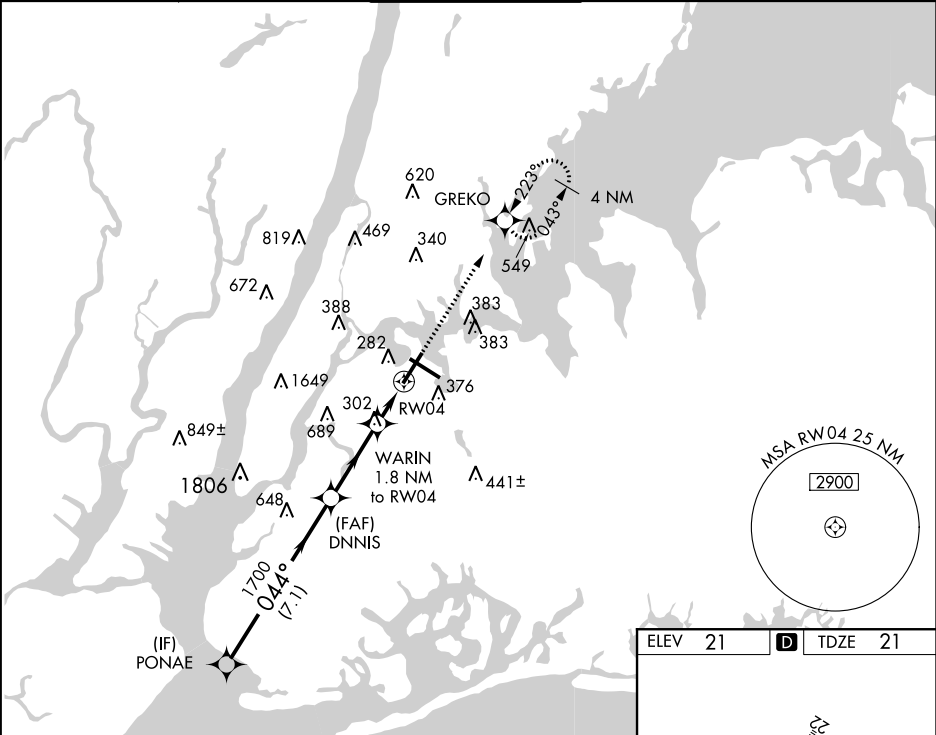 620
GREKO
223°
043°
4 NM
819
469
340
549
672
388
383
383
282
1649
376
302
RW04
689
849±
WARIN
1.8 NM
to RW04
1806
441±
648
(FAF)
DNNIS
1700
044°
(7.1)
(IF)
PONAE
MSA RW04 25 NM
2900
ELEV 21
D
TDZE 21
22